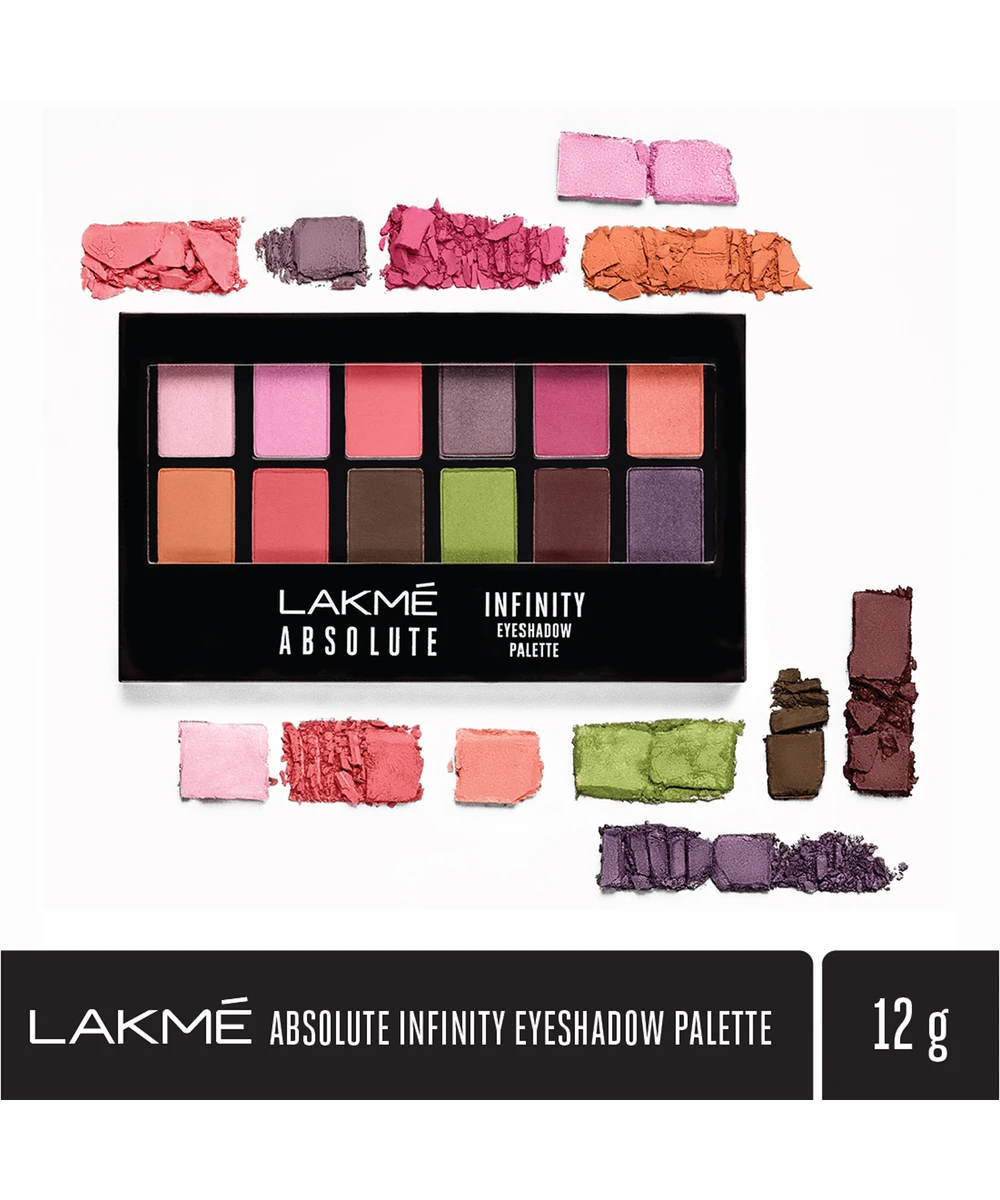 LAKMÉ
ABSOLUTE
INFINITY
EYESHADOW
PALETTE
LAKMÉ ABSOLUTE INFINITY EYESHADOW PALETTE
12 g